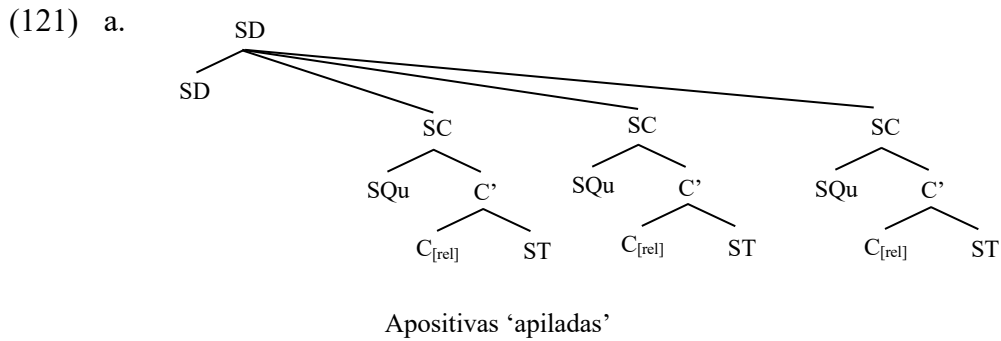 (121) a. SD
SD
SC SC SC
SQu C’ SQu C’ SQu C’
C[rel] ST C[rel] ST C[rel] ST
Apositivas ‘apiladas’